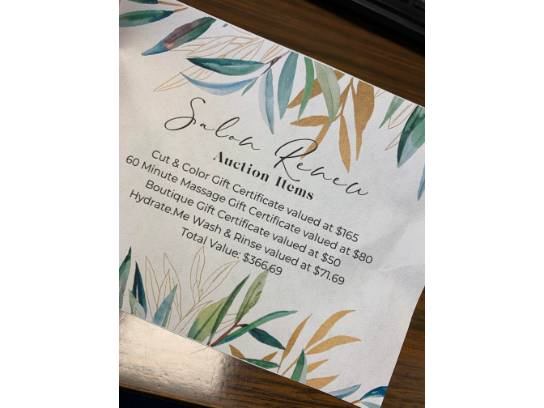 Salon Renew
Auction Items
Cut & Color Gift Certificate valued at $165
60 Minute Massage Gift Certificate valued at $80
Boutique Gift Certificate valued at $50
Hydrate.Me Wash & Rinse valued at $71.69
Total Value: $366.69